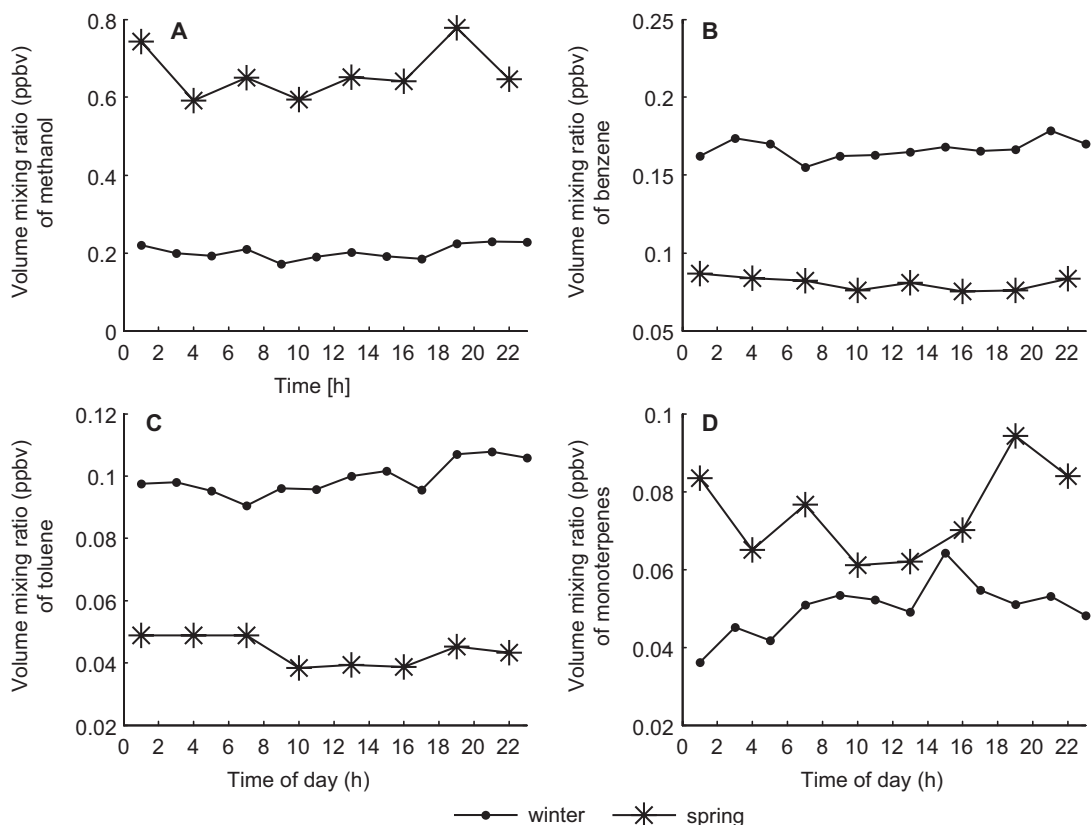 A
Volume mixing ratio (ppbv)
of methanol
0.8
0.6
0.4
0.2
0
0 2 4 6 8 10 12 14 16 18 20 22
Time [h]
B
Volume mixing ratio (ppbv)
of benzene
0.25
0.2
0.15
0.1
0.05
0 2 4 6 8 10 12 14 16 18 20 22
C
Volume mixing ratio (ppbv)
of toluene
0.12
0.1
0.08
0.06
0.04
0.02
0 2 4 6 8 10 12 14 16 18 20 22
Time of day (h)
D
Volume mixing ratio (ppbv)
of monoterpenes
0.1
0.08
0.06
0.04
0.02
0 2 4 6 8 10 12 14 16 18 20 22
Time of day (h)
winter spring